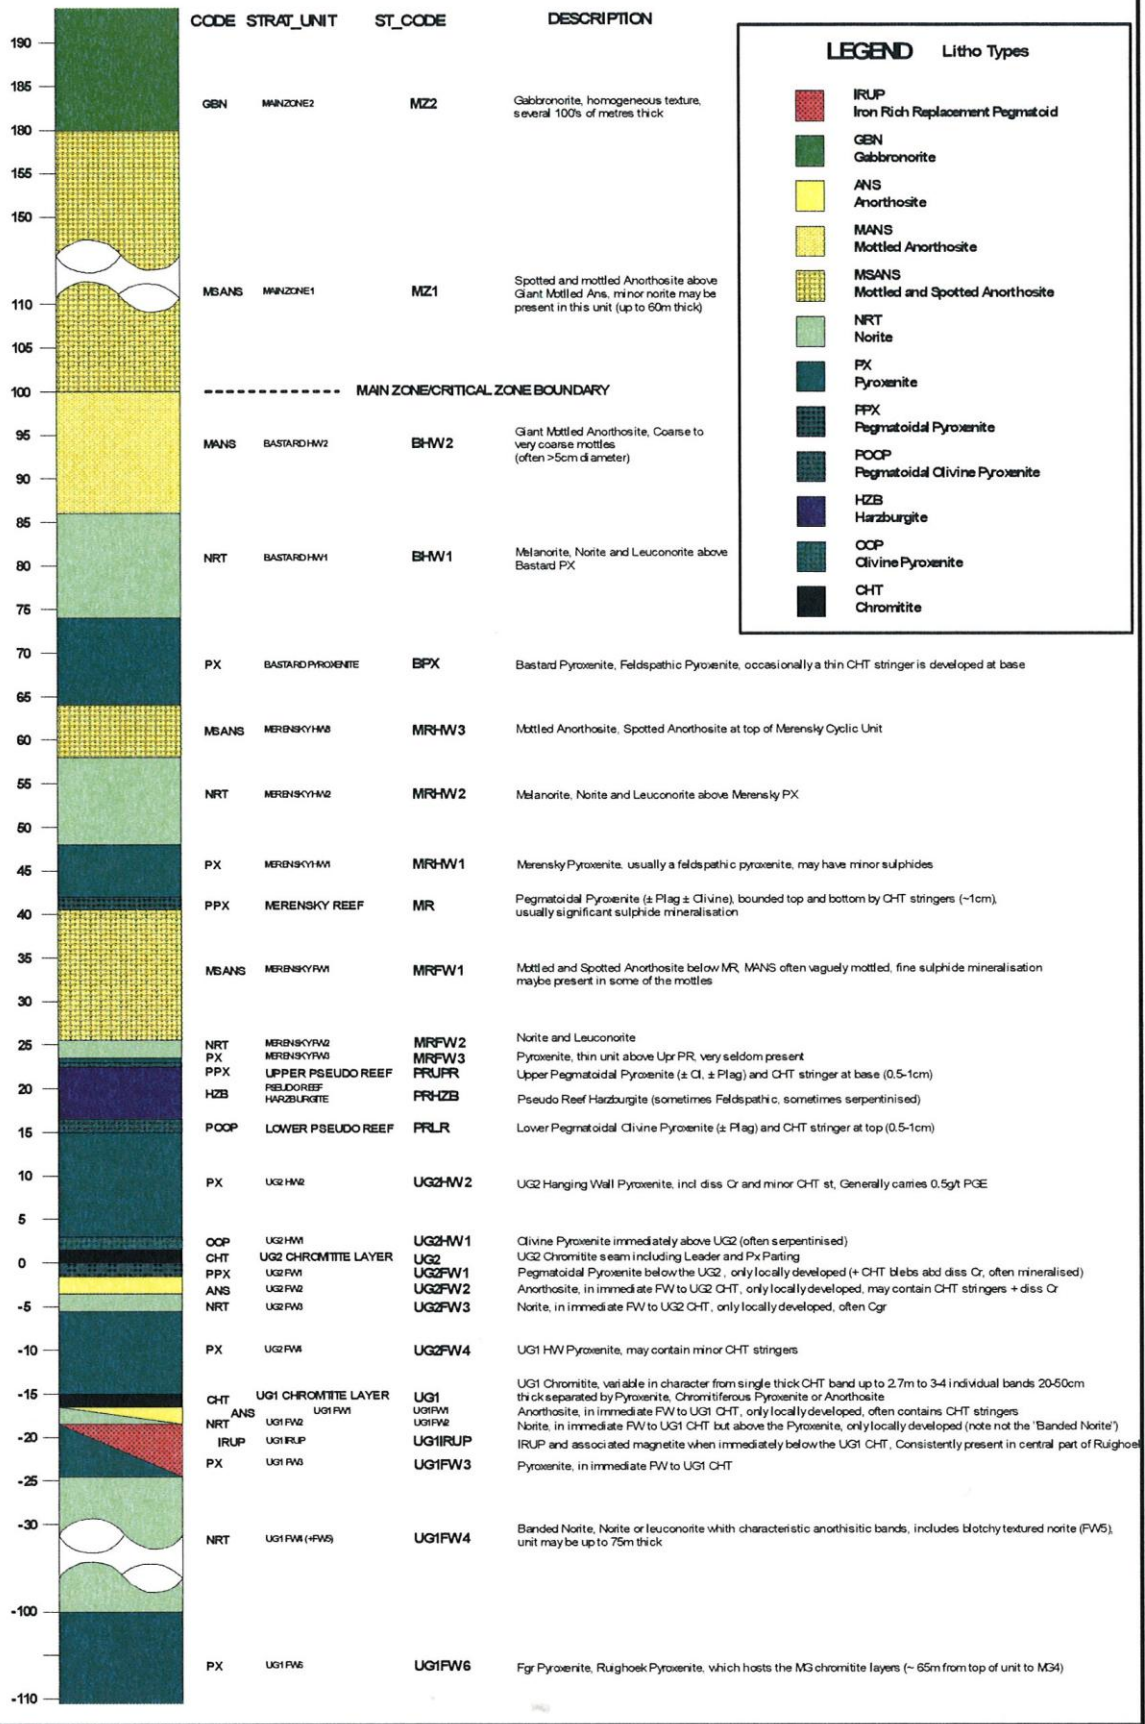 CODE STRAT_UNIT ST_CODE DESCRIPTION
190
185
180
155
150
110
105
100
95
90
85
80
75
70
65
60
55
50
45
40
35
30
25
20
15
10
5
0
-5
-10
-15
-20
-25
-30
-100
-110
GBN MAINZONE2 MZ2 Gabbronorite, homogeneous texture,
several 100's of metres thick
MSANS MAINZONE1 MZ1 Spotted and mottled Anorthosite above
Giant Mottled Ans, minor norite may be
present in this unit (up to 60m thick)
MAIN ZONE/CRITICAL ZONE BOUNDARY
MANS BASTARD HW2 BHW2 Giant Mottled Anorthosite, Coarse to
very coarse mottles
(often >5cm diameter)
NRT BASTARD HW1 BHW1 Melanorite, Norite and Leuconorite above
Bastard PX
PX BASTARD PYROXENITE BPX Bastard Pyroxenite, Feldspathic Pyroxenite, occasionally a thin CHT stringer is developed at base
MSANS MERENSKY HW3 MRHW3 Mottled Anorthosite, Spotted Anorthosite at top of Merensky Cyclic Unit
NRT MERENSKY HW2 MRHW2 Melanorite, Norite and Leuconorite above Merensky PX
PX MERENSKY HW1 MRHW1 Merensky Pyroxenite. usually a feldspathic pyroxenite, may have minor sulphides
PPX MERENSKY REEF MR Pegmatoidal Pyroxenite (± Plag ± Olivine), bounded top and bottom by CHT stringers (~1cm),
usually significant sulphide mineralisation
MSANS MERENSKY FW1 MRFW1 Mottled and Spotted Anorthosite below MR, MANS often vaguely mottled, fine sulphide mineralisation
maybe present in some of the mottles
NRT MERENSKY FW2 MRFW2 Norite and Leuconorite
PX MERENSKY FW3 MRFW3 Pyroxenite, thin unit above Upr PR, very seldom present
PPX UPPER PSEUDO REEF PRUPR Upper Pegmatoidal Pyroxenite (± Ol, ± Plag) and CHT stringer at base (0.5-1cm)
HZB PSEUDO REEF
HARZBURGITE PRHZB Pseudo Reef Harzburgite (sometimes Feldspathic, sometimes serpentinised)
POOP LOWER PSEUDO REEF PRLR Lower Pegmatoidal Olivine Pyroxenite (± Plag) and CHT stringer at top (0.5-1cm)
PX UG2 HW2 UG2HW2 UG2 Hanging Wall Pyroxenite, incl diss Cr and minor CHT st, Generally carries 0.5g/t PGE
OOP UG2 HW1 UG2HW1 Olivine Pyroxenite immediately above UG2 (often serpentinised)
CHT UG2 CHROMTITE LAYER UG2 UG2 Chromitite seam including Leader and Px Parting
PPX UG2 FW1 UG2FW1 Pegmatoidal Pyroxenite below the UG2 , only locally developed (+ CHT blebs abd diss Cr, often mineralised)
ANS UG2 FW2 UG2FW2 Anorthosite, in immediate FW to UG2 CHT, only locally developed, may contain CHT stringers + diss Cr
NRT UG2 FW3 UG2FW3 Norite, in immediate FW to UG2 CHT, only locally developed, often Cgr
PX UG2 FW4 UG2FW4 UG1 HW Pyroxenite, may contain minor CHT stringers
CHT UG1 CHROMTITE LAYER UG1 UG1 Chromitite, variable in character from single thick CHT band up to 2.7m to 3-4 individual bands 20-50cm
thick separated by Pyroxenite, Chromitiferous Pyroxenite or Anorthosite
ANS UG1 FW1 UG1FW1 Anorthosite, in immediate FW to UG1 CHT, only locally developed, often contains CHT stringers
NRT UG1 FW2 UG1FW2 Norite, in immediate FW to UG1 CHT but above the Pyroxenite, only locally developed (note not the "Banded Norite")
IRUP UG1 IRUP UG1IRUP IRUP and associated magnetite when immediately below the UG1 CHT, Consistently present in central part of Ruighoek
PX UG1 FW3 UG1FW3 Pyroxenite, in immediate FW to UG1 CHT
NRT UG1 FW4 (+FW5) UG1FW4 Banded Norite, Norite or leuconorite whith characteristic anorthisitic bands, includes blotchy textured norite (FW5),
unit may be up to 75m thick
PX UG1 FW6 UG1FW6 Fgr Pyroxenite, Ruighoek Pyroxenite, which hosts the MG chromitite layers (~ 65m from top of unit to MG4)
LEGEND Litho Types
IRUP
Iron Rich Replacement Pegmatoid
GBN
Gabbronorite
ANS
Anorthosite
MANS
Mottled Anorthosite
MSANS
Mottled and Spotted Anorthosite
NRT
Norite
PX
Pyroxenite
PPX
Pegmatoidal Pyroxenite
POOP
Pegmatoidal Olivine Pyroxenite
HZB
Harzburgite
OOP
Olivine Pyroxenite
CHT
Chromitite